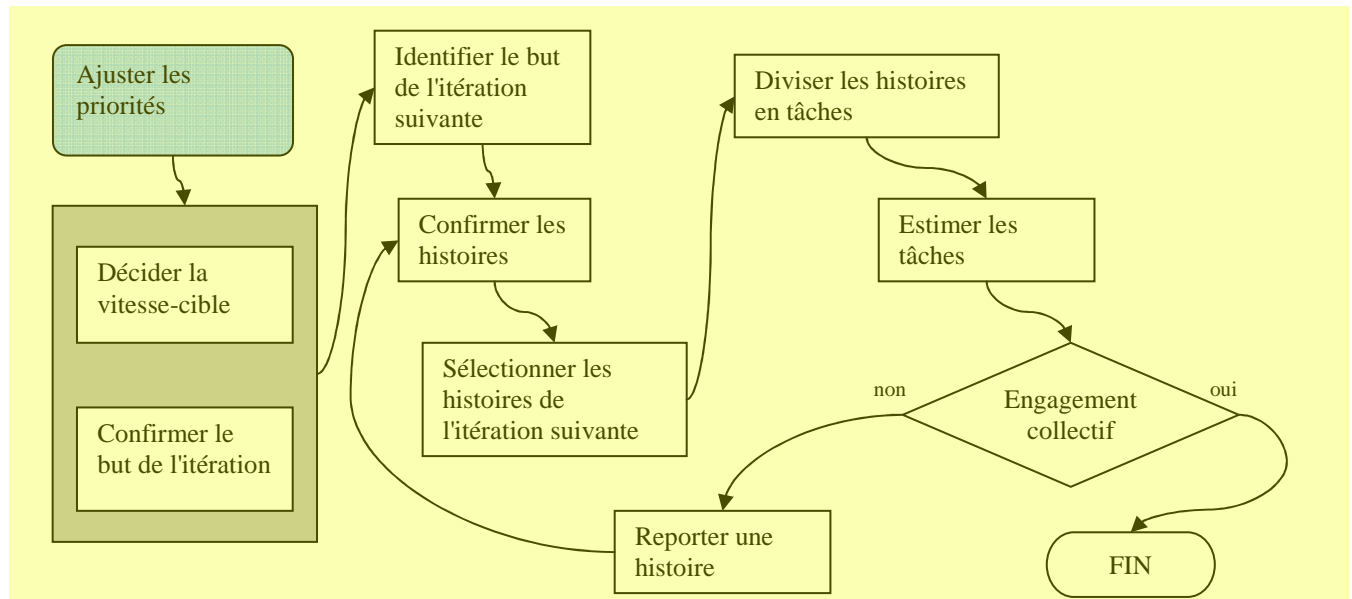 Ajuster les
priorités
Décider la
vitesse-cible
Confirmer le
but de l'itération
Identifier le but
de l'itération
suivante
Confirmer les
histoires
Sélectionner les
histoires de
l'itération suivante
Diviser les histoires
en tâches
Estimer les
tâches
Engagement
collectif
non
oui
Reporter une
histoire
FIN